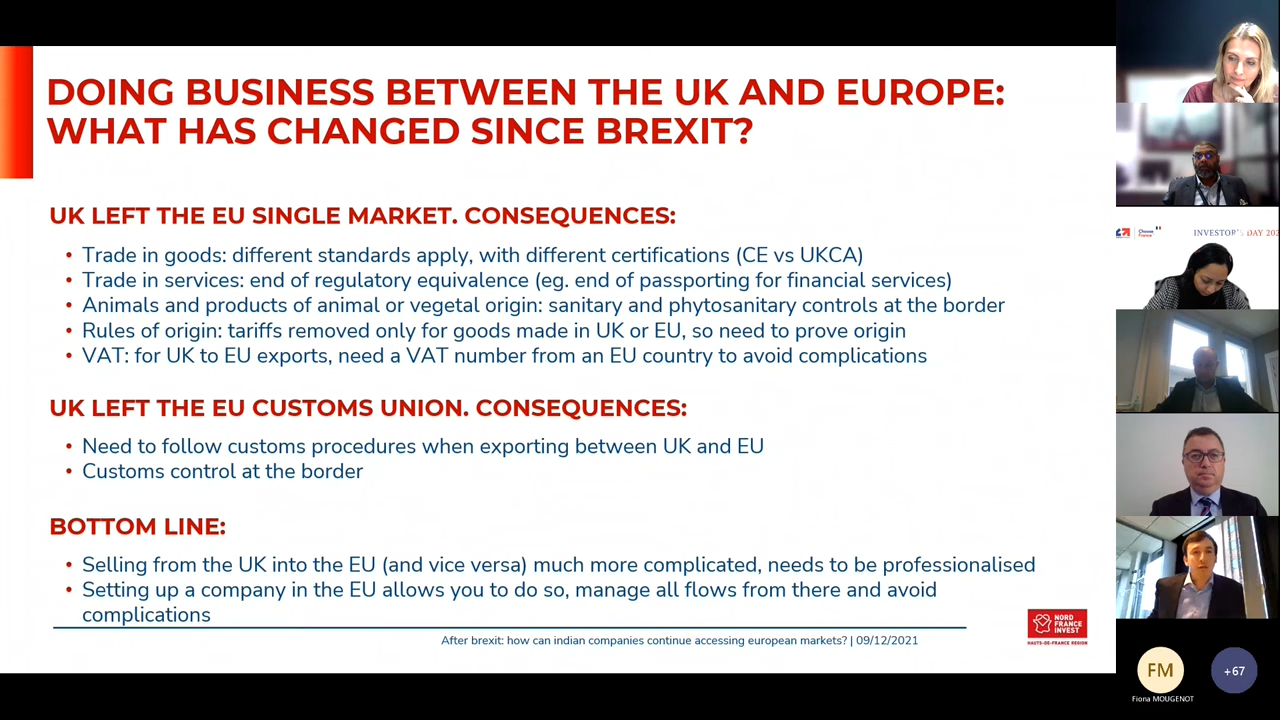 DOING BUSINESS BETWEEN THE UK AND EUROPE:
WHAT HAS CHANGED SINCE BREXIT?
UK LEFT THE EU SINGLE MARKET. CONSEQUENCES:
• Trade in goods: different standards apply, with different certifications (CE vs UKCA)
• Trade in services: end of regulatory equivalence (eg. end of passporting for financial services)
• Animals and products of animal or vegetal origin: sanitary and phytosanitary controls at the border
• Rules of origin: tariffs removed only for goods made in UK or EU, so need to prove origin
• VAT: for UK to EU exports, need a VAT number from an EU country to avoid complications
UK LEFT THE EU CUSTOMS UNION. CONSEQUENCES:
• Need to follow customs procedures when exporting between UK and EU
• Customs control at the border
BOTTOM LINE:
• Selling from the UK into the EU (and vice versa) much more complicated, needs to be professionalised
• Setting up a company in the EU allows you to do so, manage all flows from there and avoid
complications
After brexit: how can indian companies continue accessing european markets? | 09/12/2021
NORD
FRANCE
INVEST
HAUTS-DE-FRANCE REGION
Choose
France
INVESTOR'S DAY 202
FM
+67
Fiona MOUGENOT